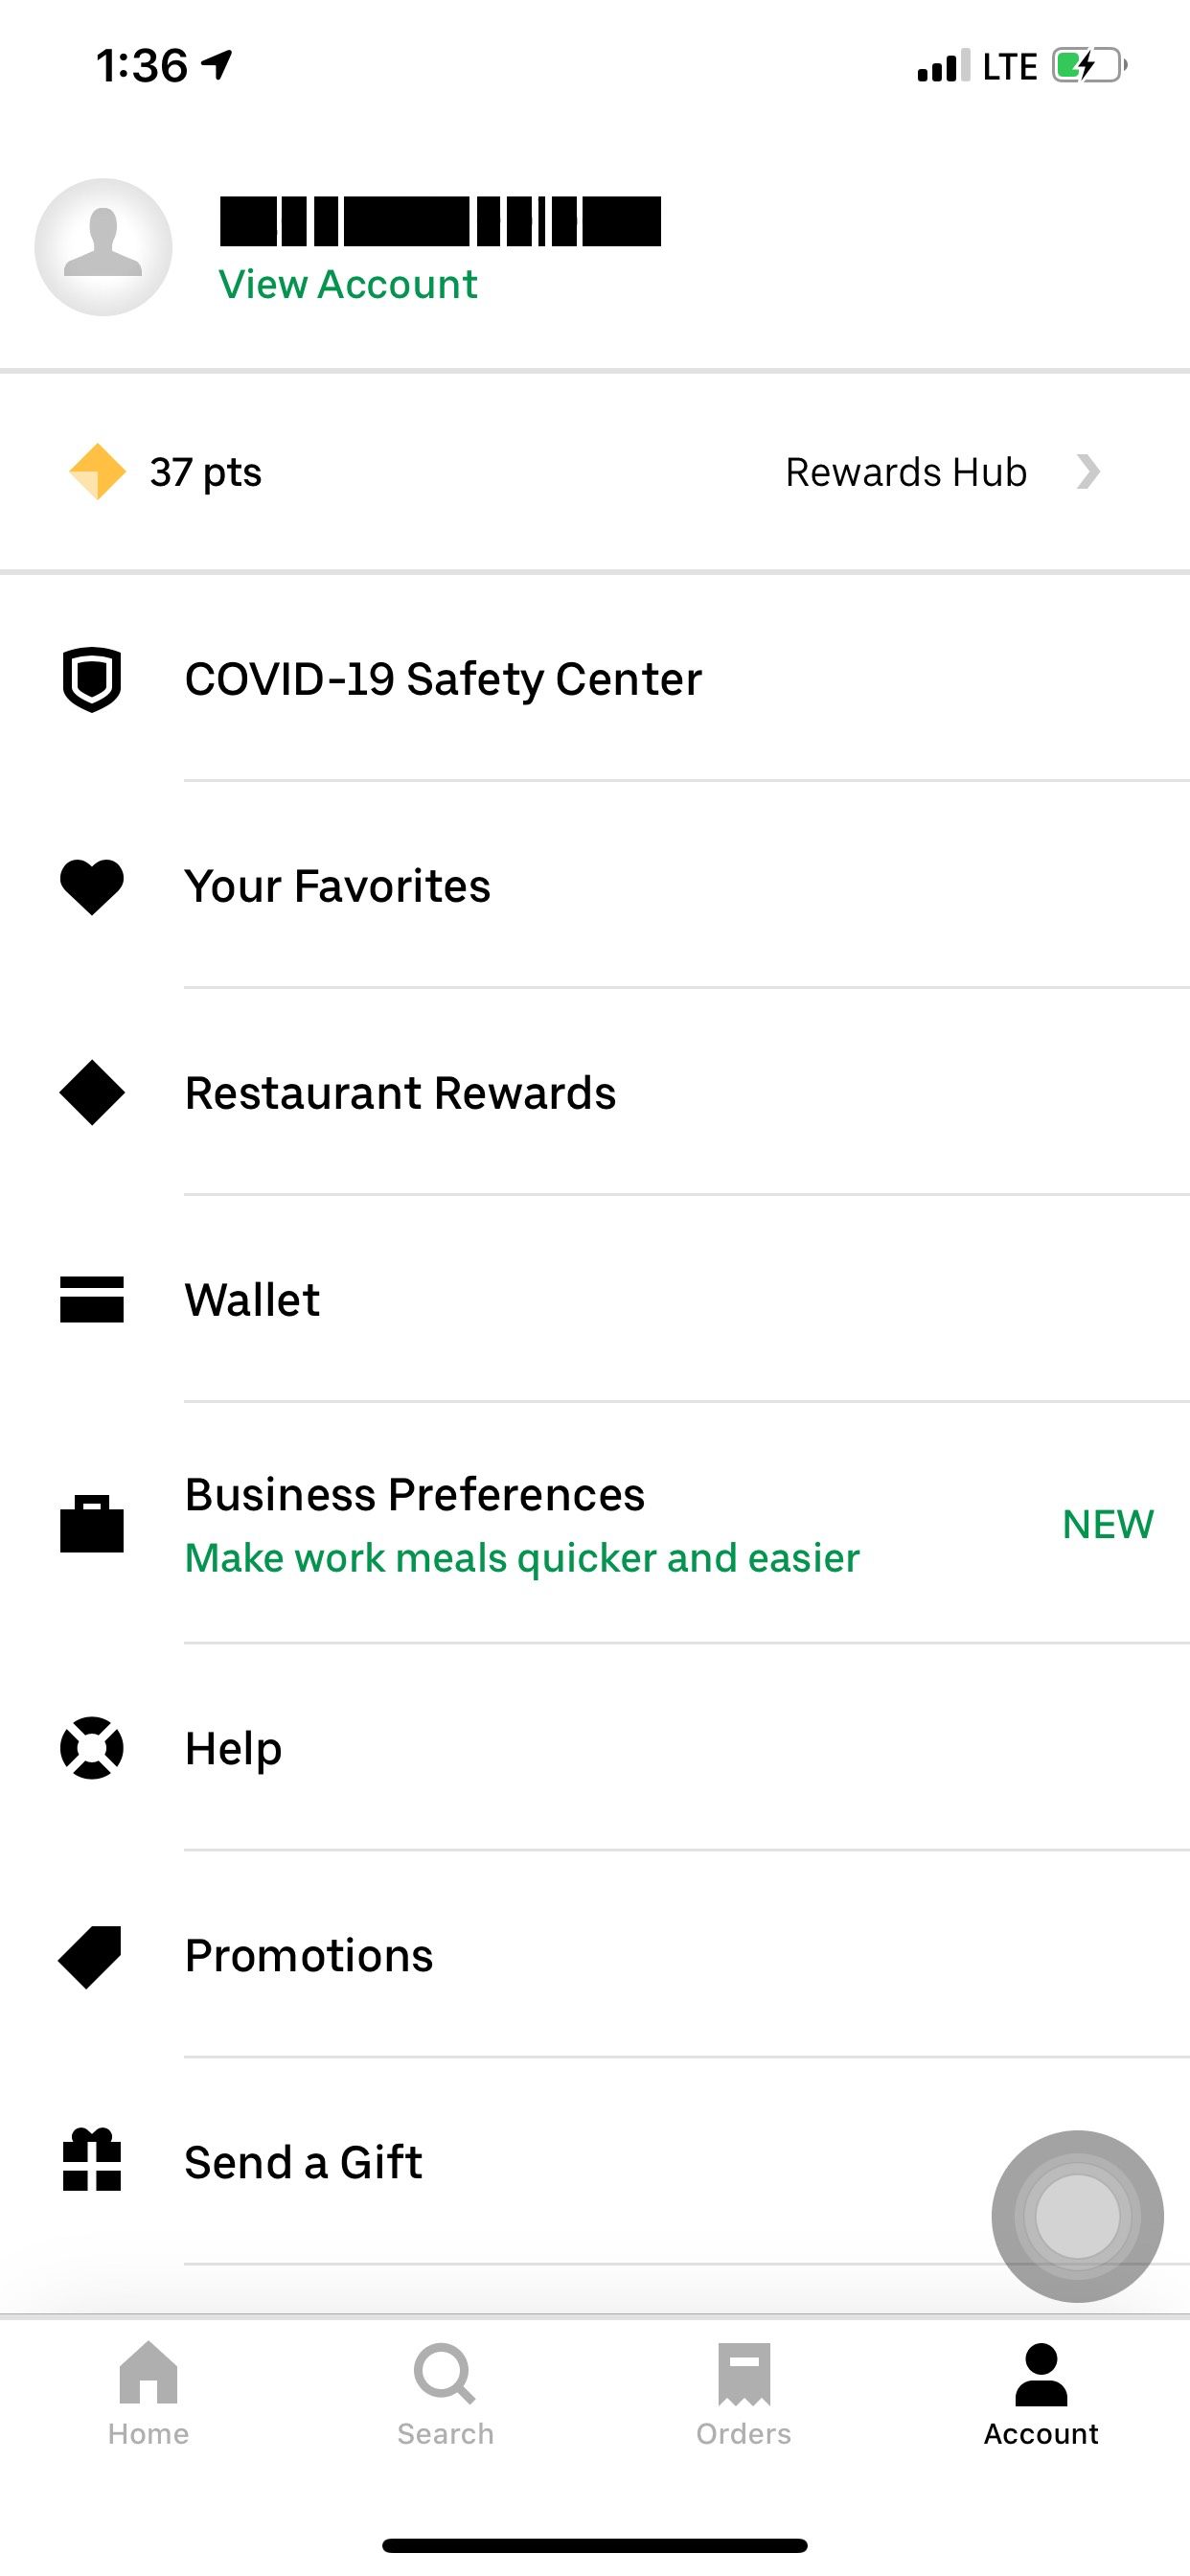 1:36
LTE
View Account
37 pts
Rewards Hub
COVID-19 Safety Center
Your Favorites
Restaurant Rewards
Wallet
Business Preferences
Make work meals quicker and easier
NEW
Help
Promotions
Send a Gift
Home
Search
Orders
Account